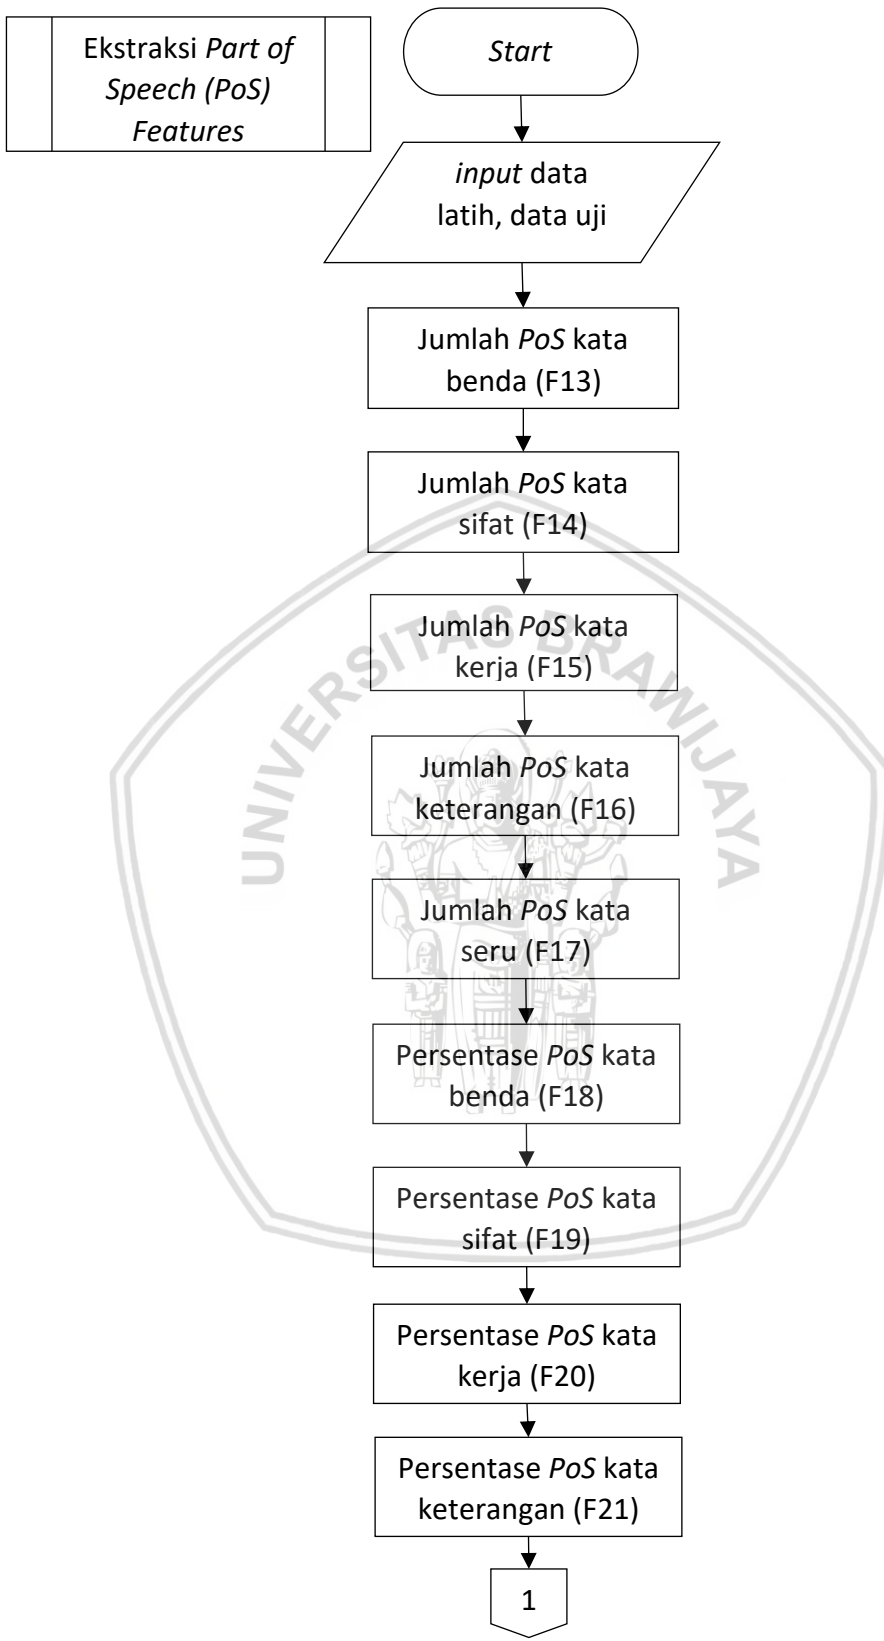 Ekstraksi Part of
Speech (PoS)
Features
Start
input data
latih, data uji
Jumlah PoS kata
benda (F13)
Jumlah PoS kata
sifat (F14)
Jumlah PoS kata
kerja (F15)
Jumlah PoS kata
keterangan (F16)
Jumlah PoS kata
seru (F17)
Persentase PoS kata
benda (F18)
Persentase PoS kata
sifat (F19)
Persentase PoS kata
kerja (F20)
Persentase PoS kata
keterangan (F21)
1
UNIVERSITAS BRAWIJAYA